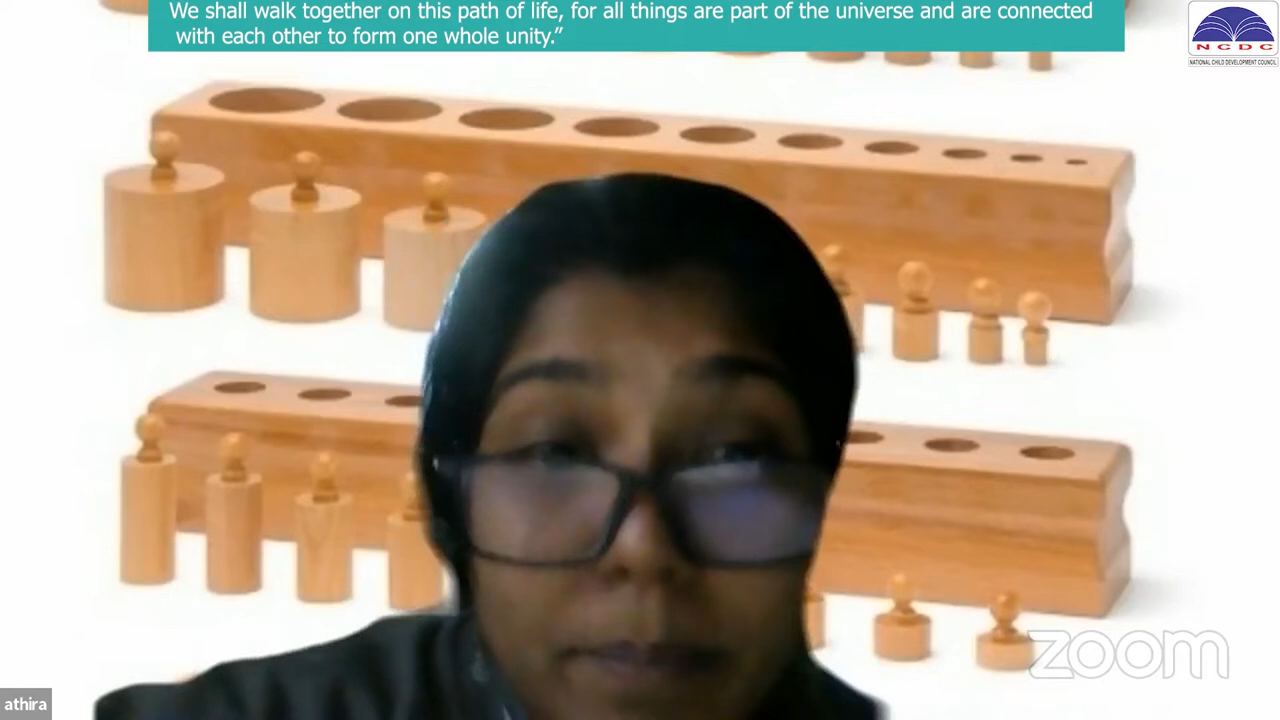 We shall walk together on this path of life, for all things are part of the universe and are connected
with each other to form one whole unity.”
NCDC
NATIONAL CHILD DEVELOPMENT COUNCIL
zoom
athira